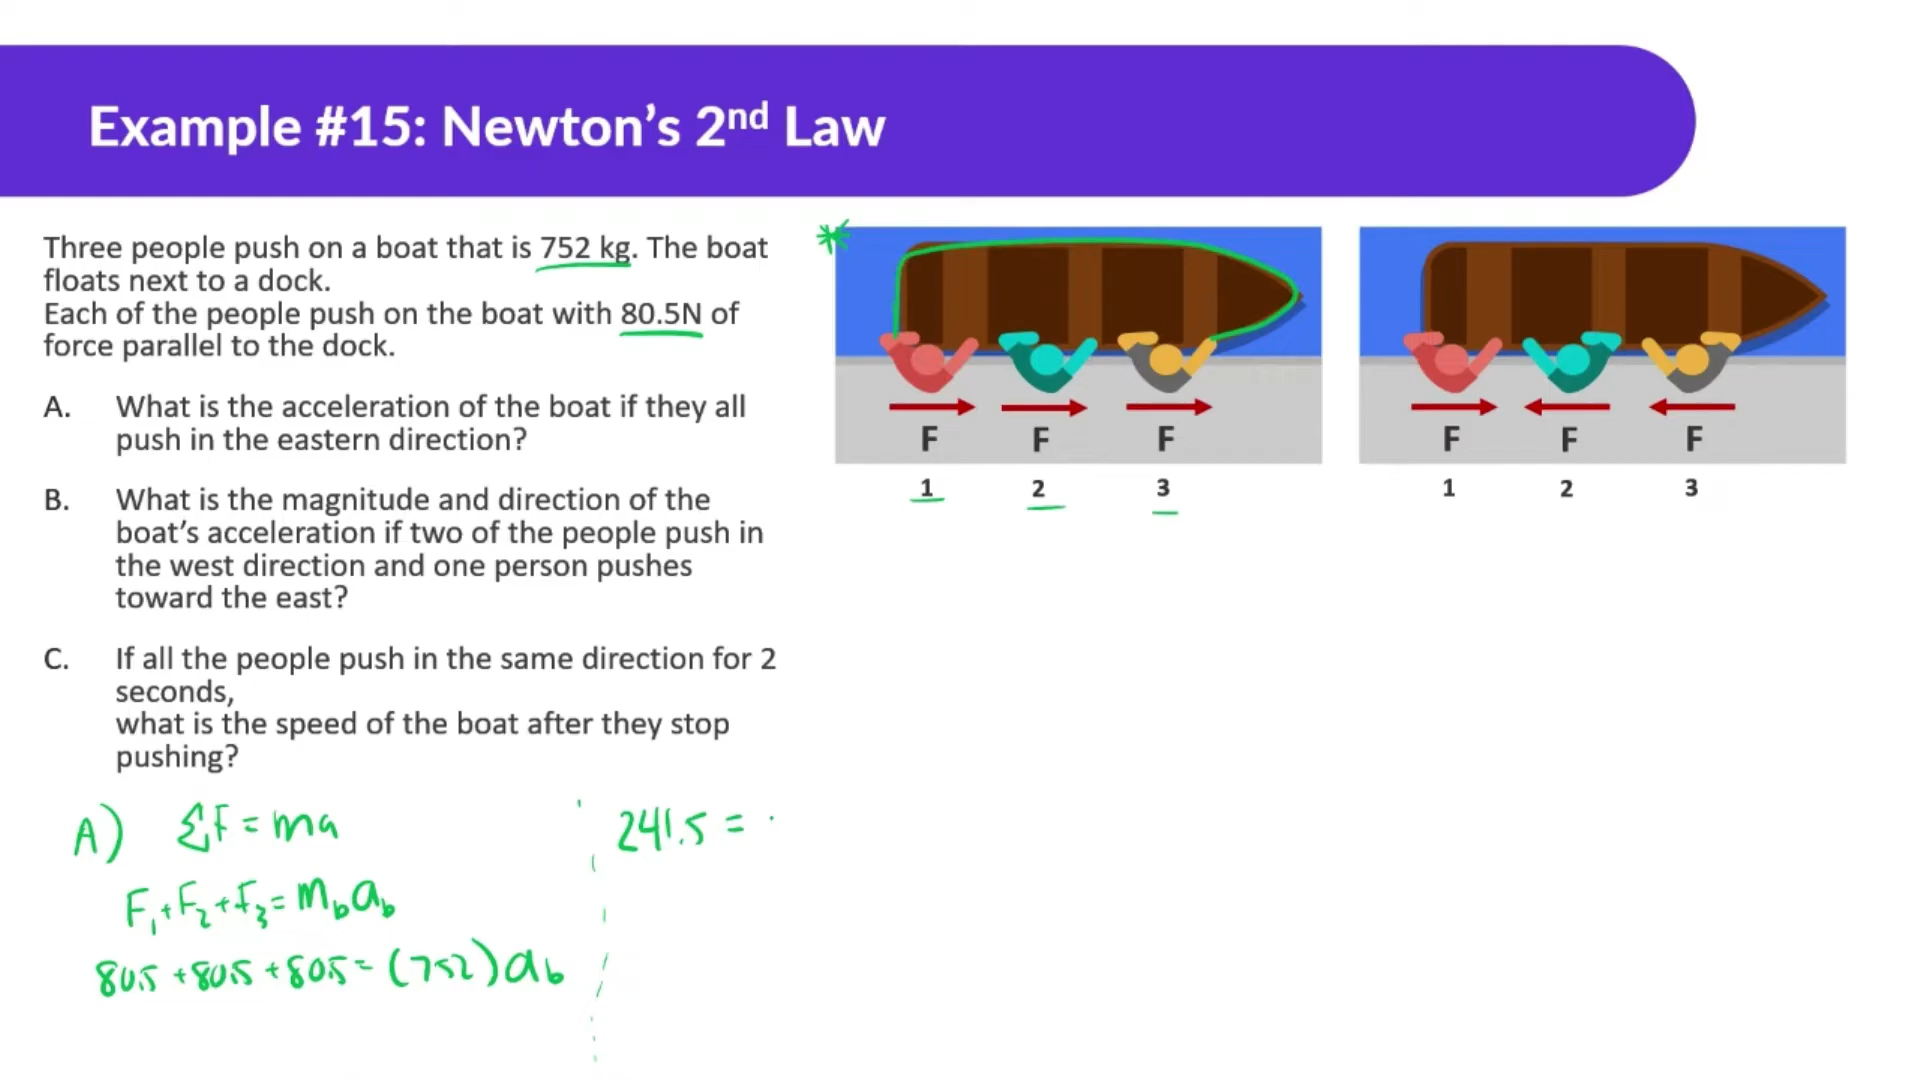 Example #15: Newton's 2nd Law
Three people push on a boat that is 752 kg. The boat
floats next to a dock.
Each of the people push on the boat with 80.5N of
force parallel to the dock.
A. What is the acceleration of the boat if they all
push in the eastern direction?
B. What is the magnitude and direction of the
boat's acceleration if two of the people push in
the west direction and one person pushes
toward the east?
C. If all the people push in the same direction for 2
seconds,
what is the speed of the boat after they stop
pushing?
F F F
1 2 3
F F F
1 2 3
A) ΣF = ma
F₁+F₂+F₃ = m_b a_b
80.5 + 80.5 + 80.5 = (752) a_b
241.5 =